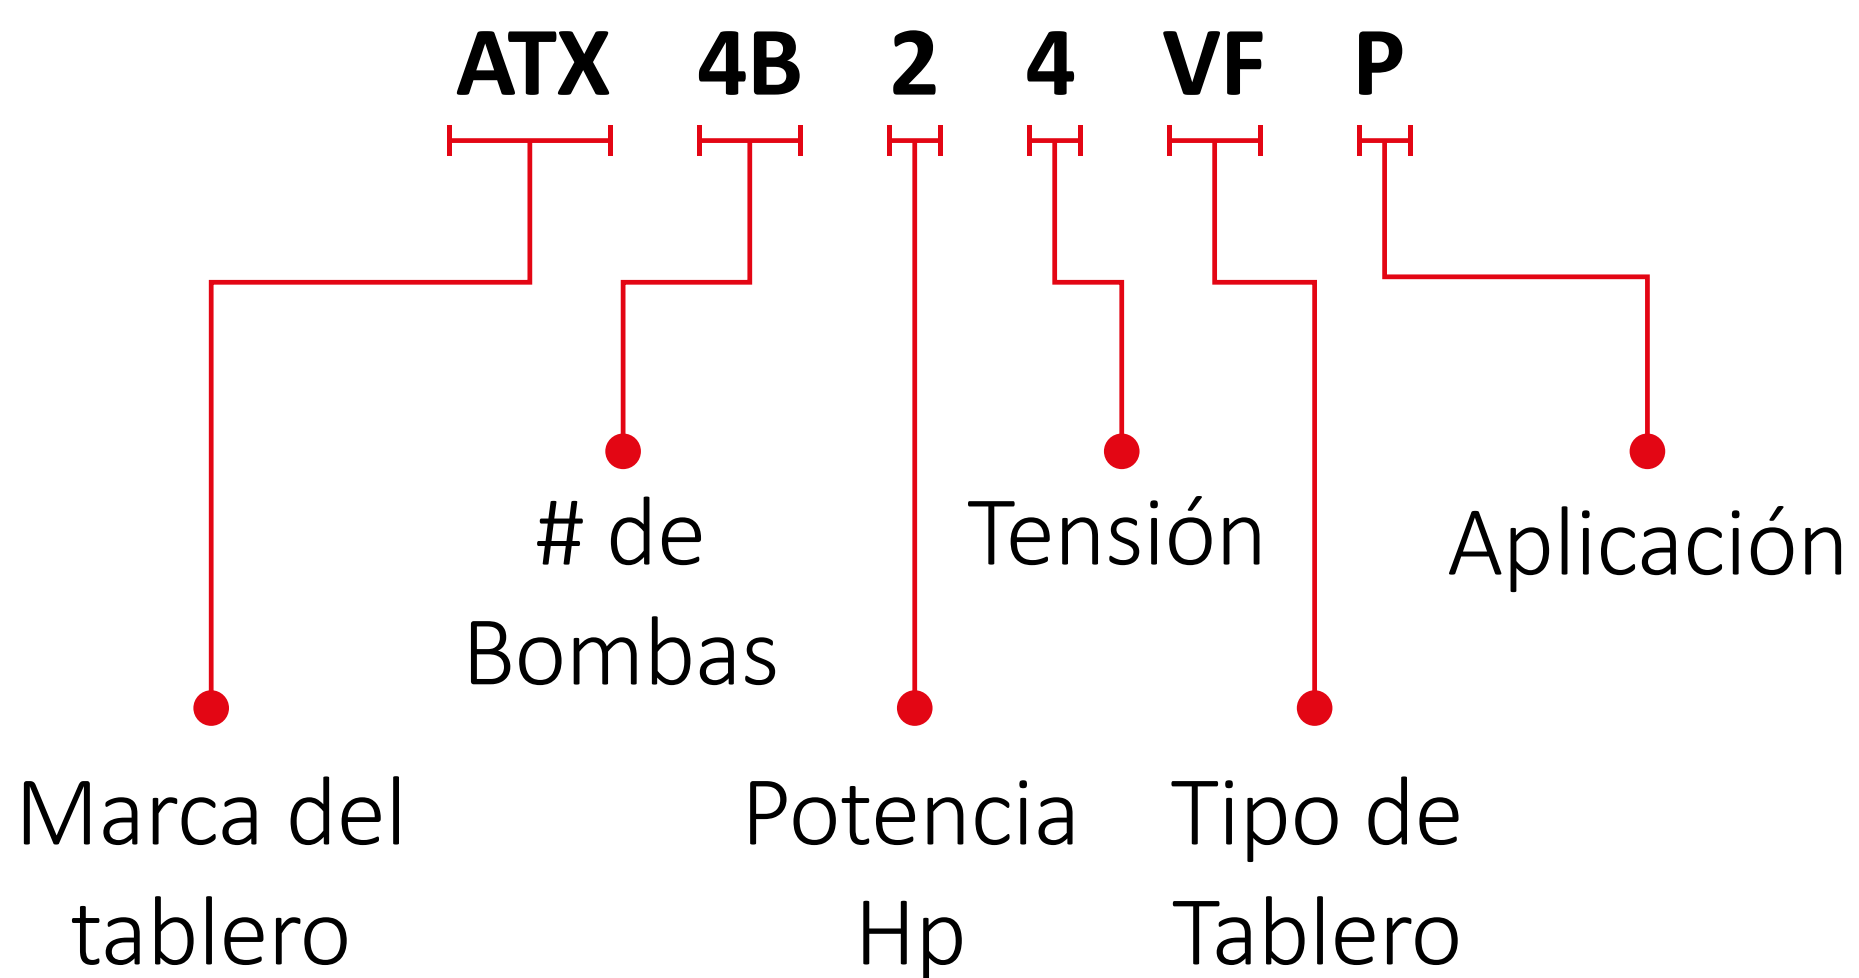 ATX 4B 2 4 VF P
# de
Bombas
Tensión
Aplicación
Marca del
tablero
Potencia
Hp
Tipo de
Tablero